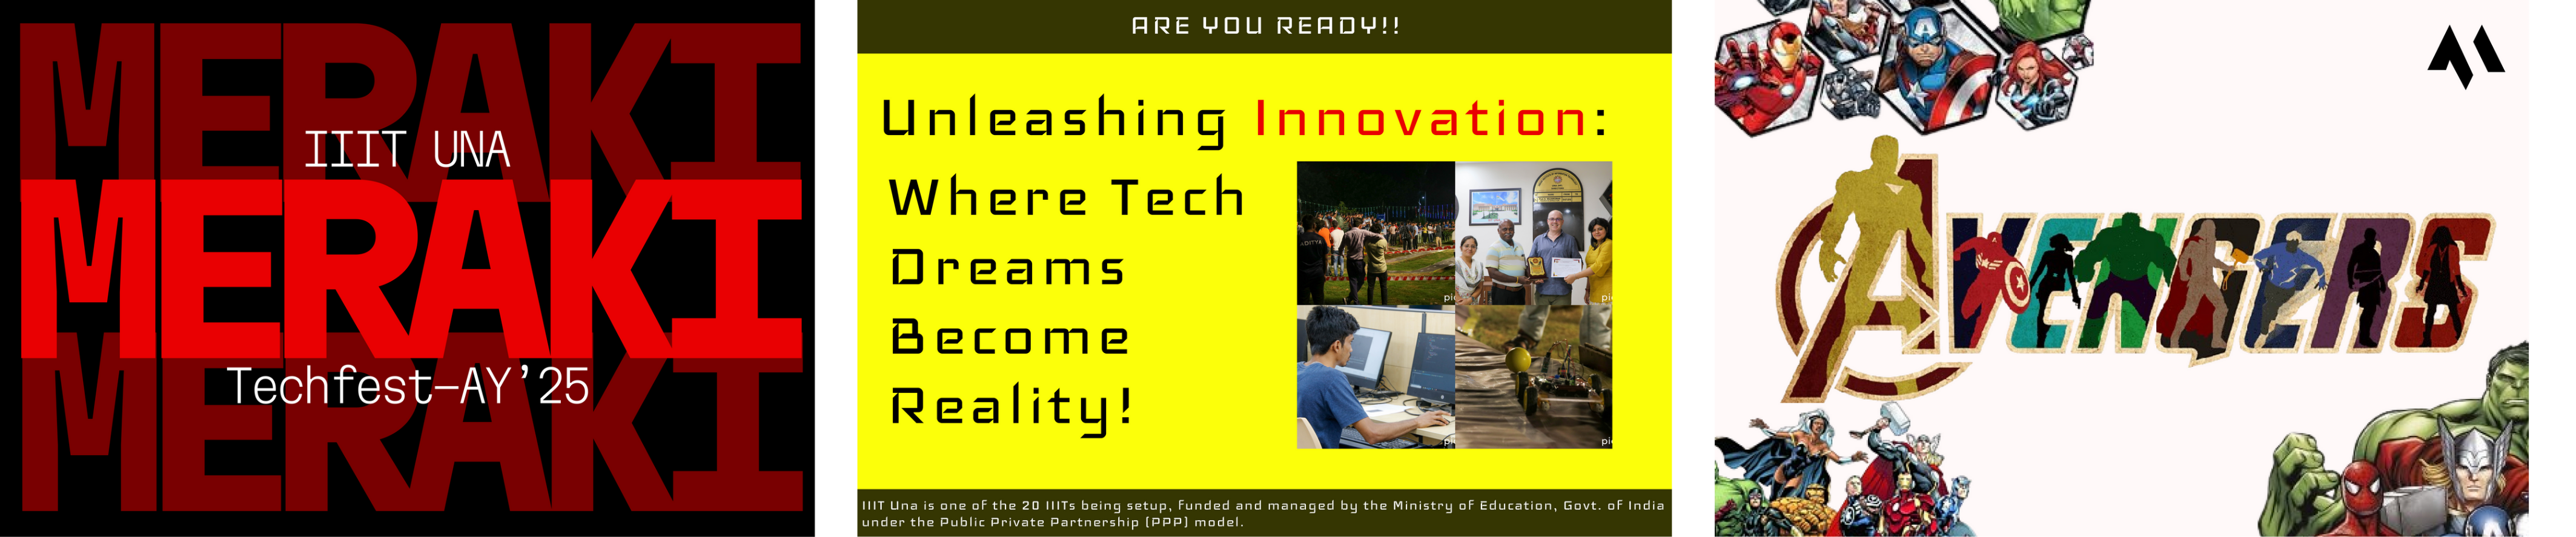 MERAKI
IIIT UNA
MERAKI
Techfest-AY'25
MERAKI
ARE YOU READY!!
Unleashing Innovation:
Where Tech
Dreams
Become
Reality!
ADITYA
IIIT Una is one of the 20 IIITs being setup, funded and managed by the Ministry of Education, Govt. of India
under the Public Private Partnership (PPP) model.
AVENGERS